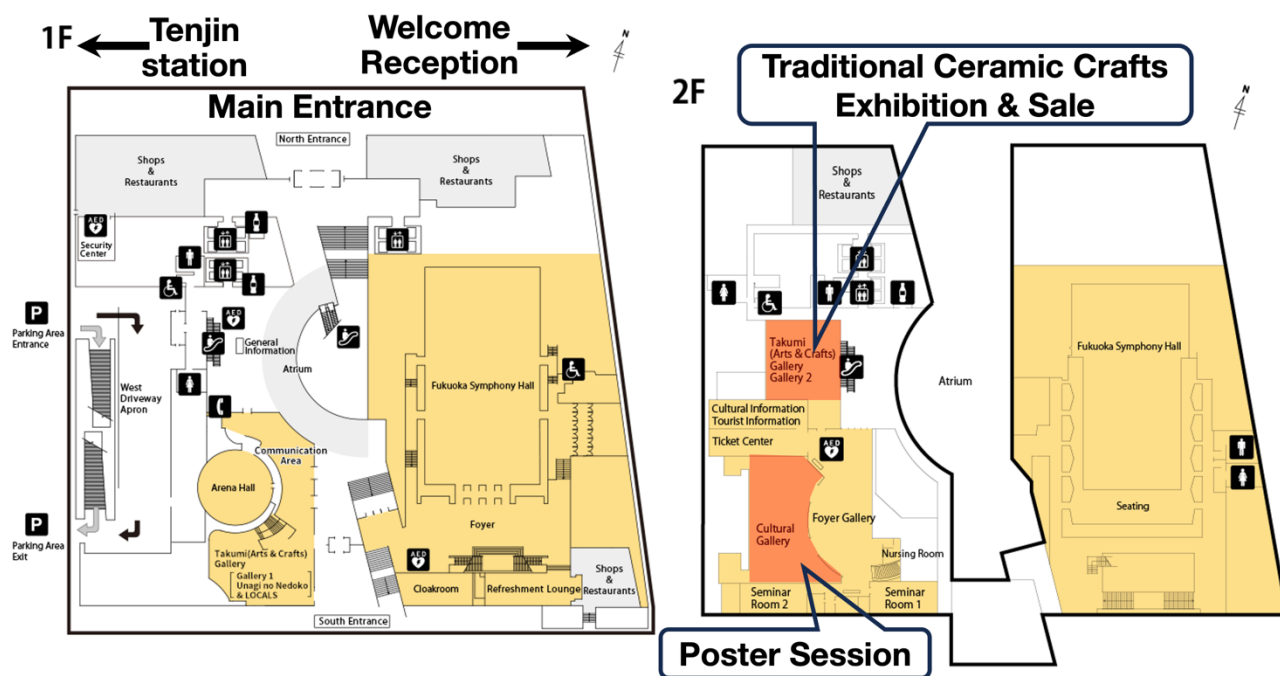 1F
Tenjin
station
Welcome
Reception
N
Main Entrance
North Entrance
Shops
&
Restaurants
Shops
&
Restaurants
AED
Security
Center
P
Parking Area
Entrance
AED
General
Information
Atrium
West
Driveway
Apron
Fukuoka Symphony Hall
Communication
Area
Arena Hall
P
Parking Area
Exit
Foyer
Takumi(Arts & Crafts)
Gallery
Gallery 1
Unagi no Nedoko
& LOCALS
AED
Cloakroom
Refreshment Lounge
Shops
&
Restaurants
South Entrance
2F
Traditional Ceramic Crafts
Exhibition & Sale
N
Shops
&
Restaurants
Takumi
(Arts & Crafts)
Gallery
Gallery 2
Atrium
Fukuoka Symphony Hall
Cultural Information
Tourist Information
Ticket Center
AED
Seating
Foyer Gallery
Cultural
Gallery
Nursing Room
Seminar
Room 2
Seminar
Room 1
Poster Session